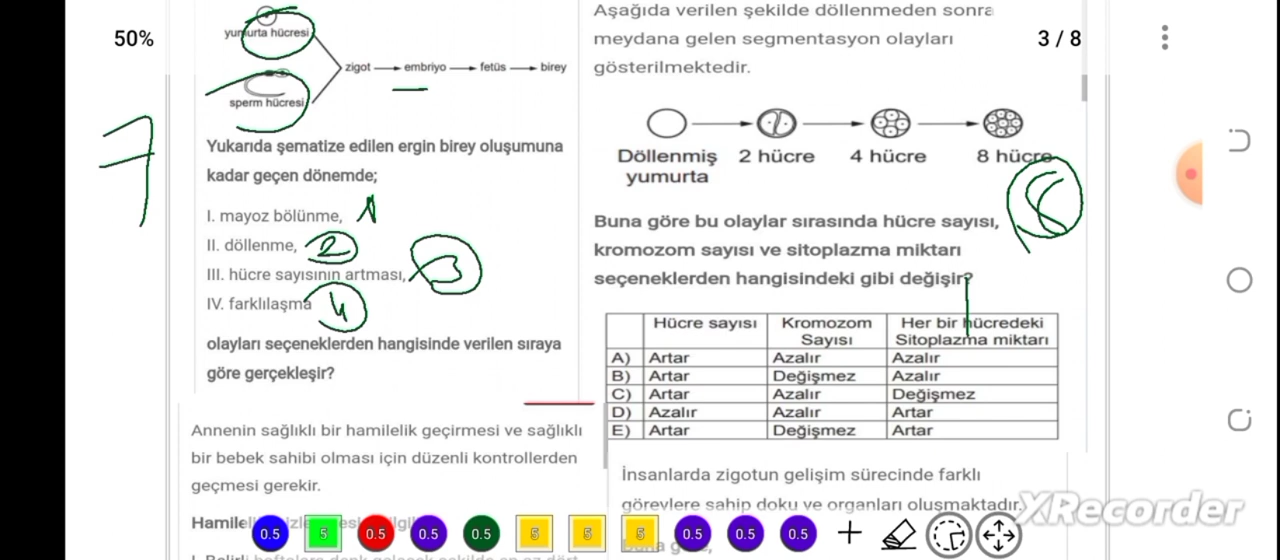 50%
3 / 8
yumurta hücresi
sperm hücresi
zigot
embriyo
fetüs
birey
7
Yukarıda şematize edilen ergin birey oluşumuna
kadar geçen dönemde;
I. mayoz bölünme, 1
II. döllenme, 2
III. hücre sayısının artması, 3
IV. farklılaşma 4
olayları seçeneklerden hangisinde verilen sıraya
göre gerçekleşir?
Annenin sağlıklı bir hamilelik geçirmesi ve sağlıklı
bir bebek sahibi olması için düzenli kontrollerden
geçmesi gerekir.
Aşağıda verilen şekilde döllenmeden sonra
meydana gelen segmentasyon olayları
gösterilmektedir.
Döllenmiş yumurta
2 hücre
4 hücre
8 hücre
8
Buna göre bu olaylar sırasında hücre sayısı,
kromozom sayısı ve sitoplazma miktarı
seçeneklerden hangisindeki gibi değişir?
Hücre sayısı Kromozom Sayısı Her bir hücredeki Sitoplazma miktarı
A) Artar Azalır Azalır
B) Artar Değişmez Azalır
C) Artar Azalır Değişmez
D) Azalır Azalır Artar
E) Artar Değişmez Artar
İnsanlarda zigotun gelişim sürecinde farklı
görevlere sahip doku ve organları oluşmaktadır.
0.5 5 0.5 0.5 0.5 5 5 5 0.5 0.5 0.5
XRecorder